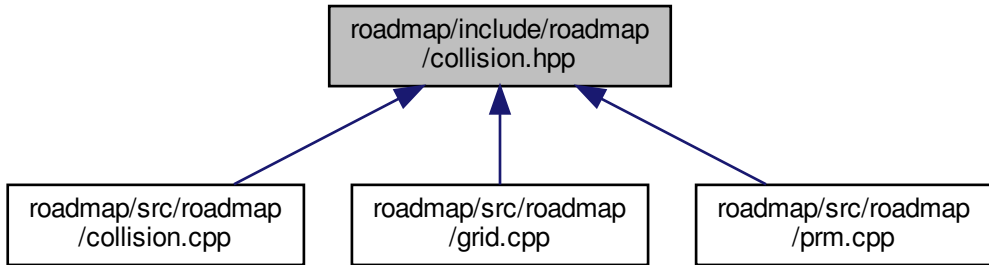 roadmap/include/roadmap
/collision.hpp
roadmap/src/roadmap
/collision.cpp
roadmap/src/roadmap
/grid.cpp
roadmap/src/roadmap
/prm.cpp